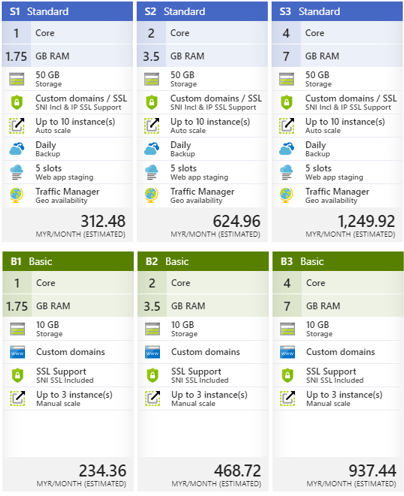 S1 Standard
1 Core
1.75 GB RAM
50 GB
Storage
Custom domains / SSL
SNI Incl & IP SSL Support
Up to 10 instance(s)
Auto scale
Daily
Backup
5 slots
Web app staging
Traffic Manager
Geo availability
312.48
MYR/MONTH (ESTIMATED)
S2 Standard
2 Core
3.5 GB RAM
50 GB
Storage
Custom domains / SSL
SNI Incl & IP SSL Support
Up to 10 instance(s)
Auto scale
Daily
Backup
5 slots
Web app staging
Traffic Manager
Geo availability
624.96
MYR/MONTH (ESTIMATED)
S3 Standard
4 Core
7 GB RAM
50 GB
Storage
Custom domains / SSL
SNI Incl & IP SSL Support
Up to 10 instance(s)
Auto scale
Daily
Backup
5 slots
Web app staging
Traffic Manager
Geo availability
1,249.92
MYR/MONTH (ESTIMATED)
B1 Basic
1 Core
1.75 GB RAM
10 GB
Storage
www Custom domains
SSL Support
SNI SSL Included
Up to 3 instance(s)
Manual scale
234.36
MYR/MONTH (ESTIMATED)
B2 Basic
2 Core
3.5 GB RAM
10 GB
Storage
www Custom domains
SSL Support
SNI SSL Included
Up to 3 instance(s)
Manual scale
468.72
MYR/MONTH (ESTIMATED)
B3 Basic
4 Core
7 GB RAM
10 GB
Storage
www Custom domains
SSL Support
SNI SSL Included
Up to 3 instance(s)
Manual scale
937.44
MYR/MONTH (ESTIMATED)